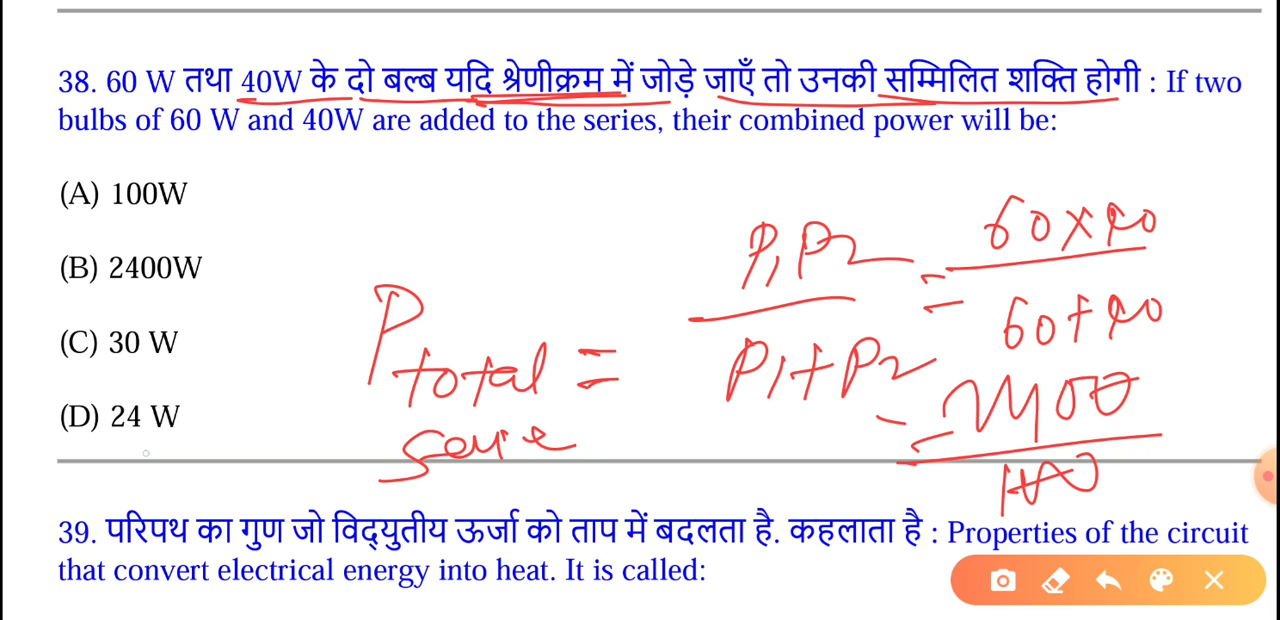 38. 60 W तथा 40W के दो बल्ब यदि श्रेणीक्रम में जोड़े जाएँ तो उनकी सम्मिलित शक्ति होगी : If two
bulbs of 60 W and 40W are added to the series, their combined power will be:
(A) 100W
(B) 2400W
(C) 30 W
(D) 24 W
P total = P1P2 / P1+P2 = 60×40 / 60+40
serie
= 2400 / 100
39. परिपथ का गुण जो विद्युतीय ऊर्जा को ताप में बदलता है. कहलाता है : Properties of the circuit
that convert electrical energy into heat. It is called: